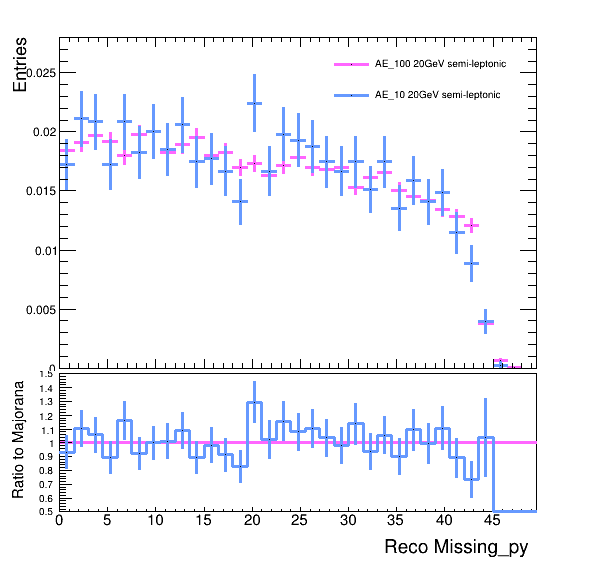 Entries
AE_100 20GeV semi-leptonic
AE_10 20GeV semi-leptonic
0.025
0.02
0.015
0.01
0.005
0
Ratio to Majorana
1.5
1.4
1.3
1.2
1.1
1
0.9
0.8
0.7
0.6
0.5
0 5 10 15 20 25 30 35 40 45
Reco Missing_py